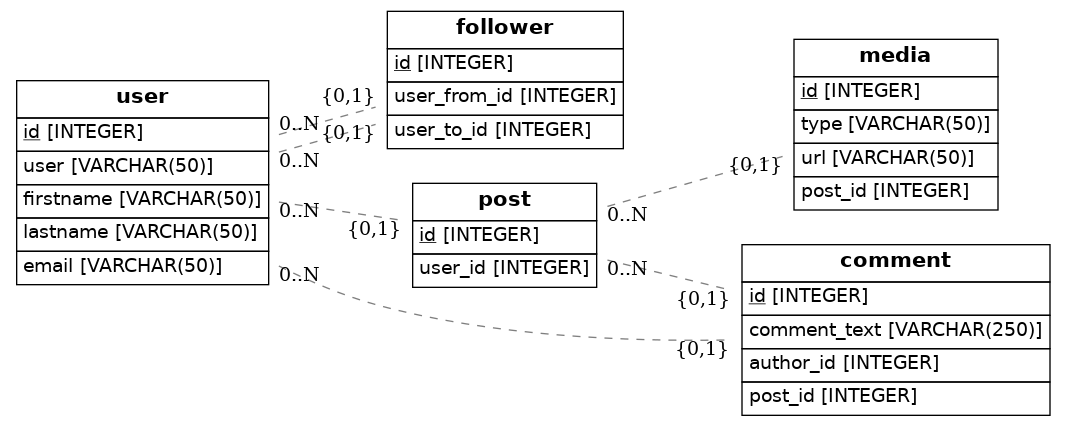 user
id [INTEGER]
user [VARCHAR(50)]
firstname [VARCHAR(50)]
lastname [VARCHAR(50)]
email [VARCHAR(50)]
follower
id [INTEGER]
user_from_id [INTEGER]
user_to_id [INTEGER]
{0,1}
0..N
{0,1}
0..N
0..N
{0,1}
0..N
{0,1}
post
id [INTEGER]
user_id [INTEGER]
{0,1}
0..N
0..N
{0,1}
media
id [INTEGER]
type [VARCHAR(50)]
url [VARCHAR(50)]
post_id [INTEGER]
comment
id [INTEGER]
comment_text [VARCHAR(250)]
author_id [INTEGER]
post_id [INTEGER]